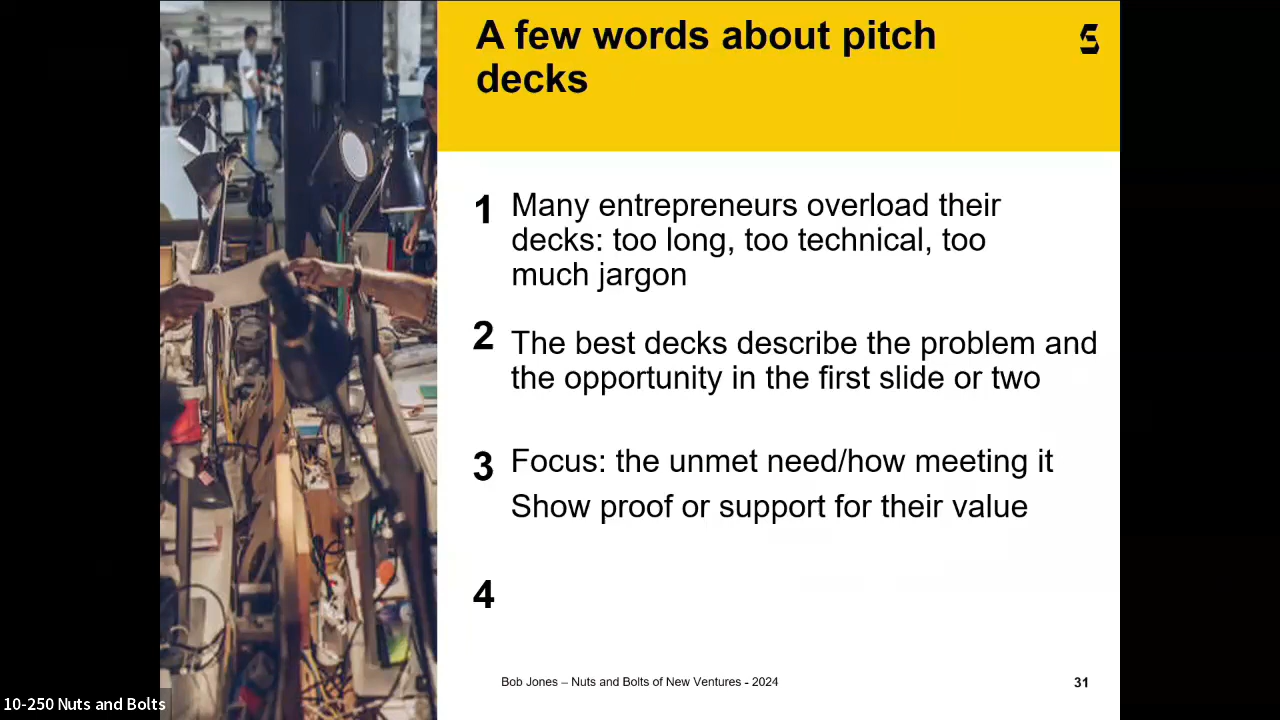 A few words about pitch
decks
1 Many entrepreneurs overload their
decks: too long, too technical, too
much jargon
2 The best decks describe the problem and
the opportunity in the first slide or two
3 Focus: the unmet need/how meeting it
Show proof or support for their value
4
Bob Jones – Nuts and Bolts of New Ventures - 2024
31
10-250 Nuts and Bolts